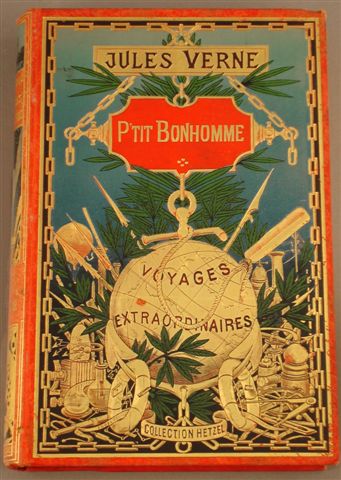 JULES VERNE
P'TIT BONHOMME
VOYAGES
EXTRAORDINAIRES
COLLECTION HETZEL